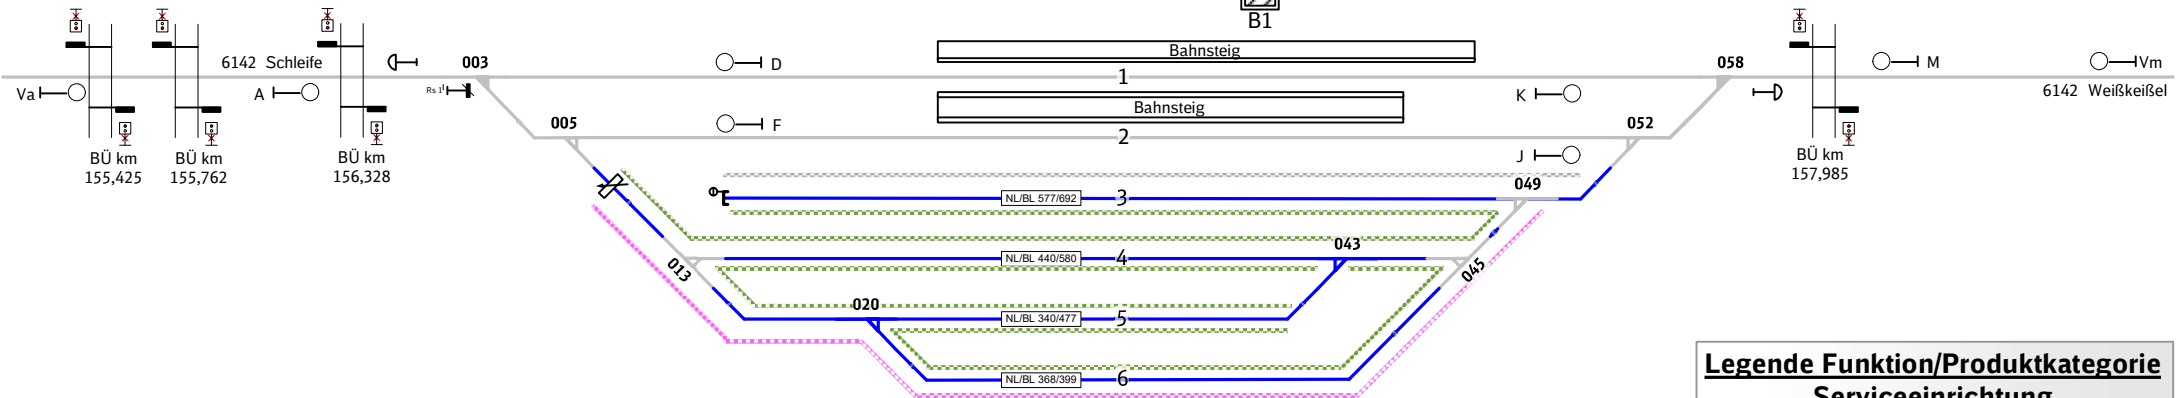 B1
Bahnsteig
6142 Schleife
003
D
058
M
Vm
1
Va
A
Rs 1
K
6142 Weißkeißel
Bahnsteig
005
F
052
2
BÜ km
155,425
BÜ km
155,762
BÜ km
156,328
J
BÜ km
157,985
049
NL/BL 577/692
3
043
NL/BL 440/580
4
013
045
020
NL/BL 340/477
5
NL/BL 368/399
6
Legende Funktion/Produktkategorie
Serviceeinrichtung